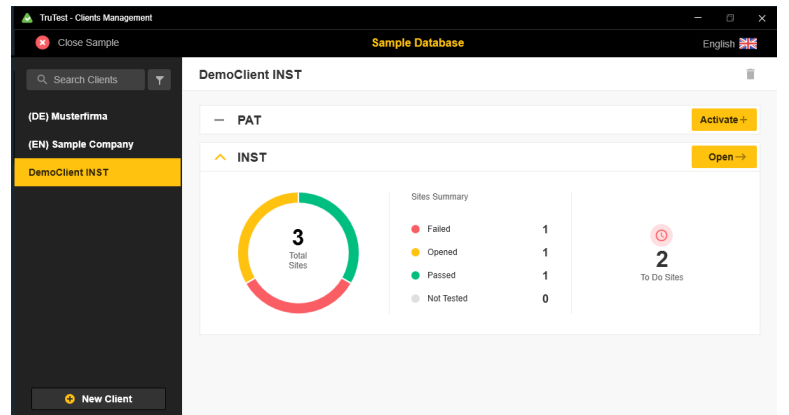 TruTest - Clients Management
Close Sample
Sample Database
English
Search Clients
DemoClient INST
(DE) Musterfirma
(EN) Sample Company
DemoClient INST
PAT
Activate
INST
Open
3
Total
Sites
Sites Summary
Failed 1
Opened 1
Passed 1
Not Tested 0
2
To Do Sites
New Client